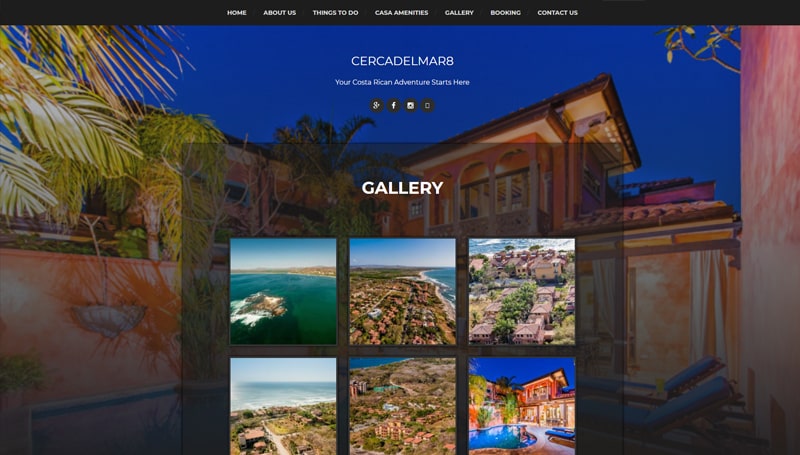 HOME / ABOUT US / THINGS TO DO / CASA AMENITIES / GALLERY / BOOKING / CONTACT US
CERCADELMAR8
Your Costa Rican Adventure Starts Here
GALLERY